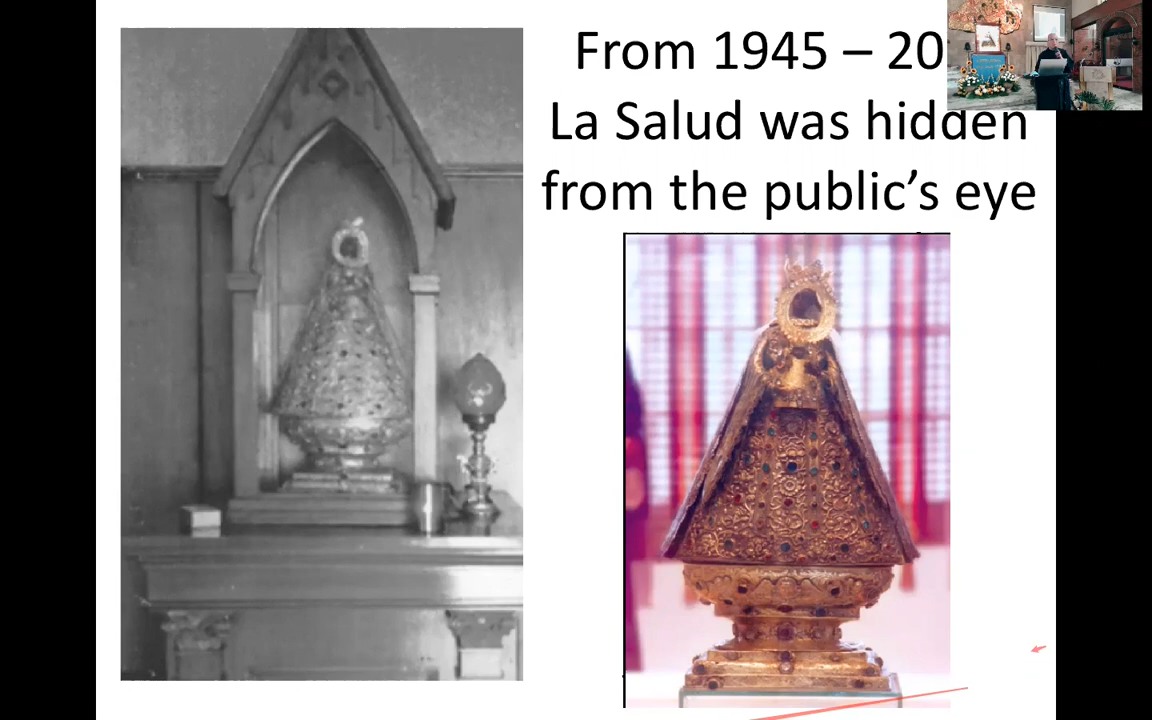 From 1945 – 20
La Salud was hidden
from the public’s eye